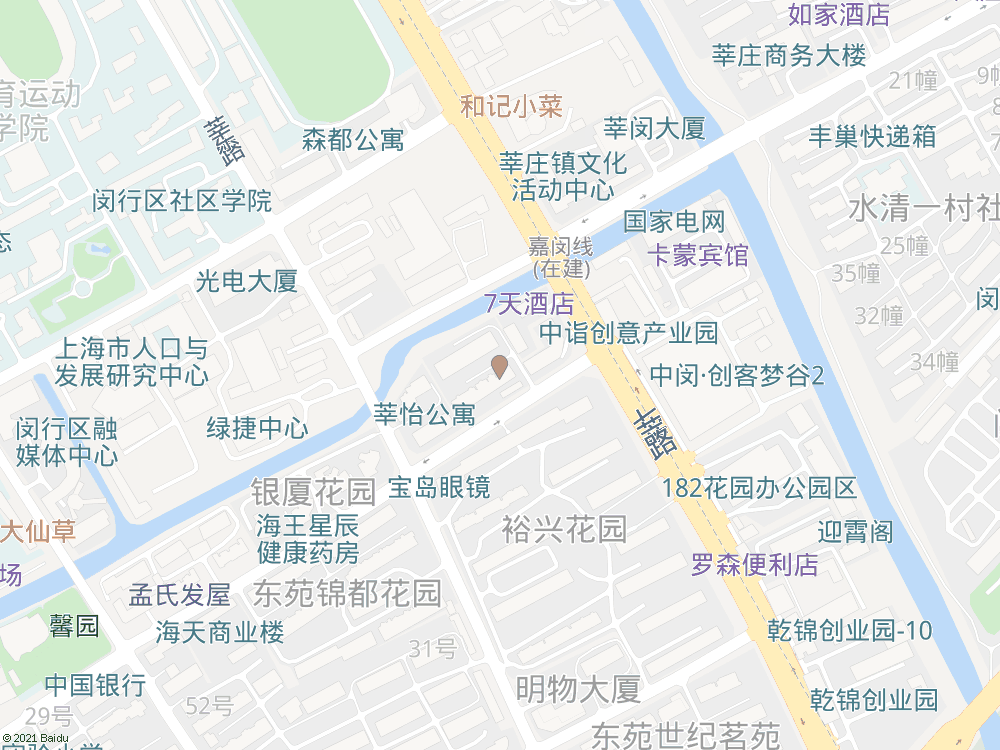 如家酒店
莘庄商务大楼
21幢
9幢
育运动
学院
和记小菜
莘闵大厦
丰巢快递箱
莘路
森都公寓
莘庄镇文化
活动中心
闵行区社区学院
国家电网
水清一村社
嘉闵线
(在建)
卡蒙宾馆
25幢
态
光电大厦
35幢
7天酒店
闵
32幢
中诣创意产业园
上海市人口与
发展研究中心
34幢
中闵·创客梦谷2
莘怡公寓
闵行区融
媒体中心
绿捷中心
银厦花园
宝岛眼镜
182花园办公园区
大仙草
海王星辰
健康药房
裕兴花园
迎霄阁
场
孟氏发屋
东苑锦都花园
罗森便利店
馨园
海天商业楼
31号
乾锦创业园-10
中国银行
明物大厦
52号
29号
乾锦创业园
东苑世纪茗苑
© 2021 Baidu